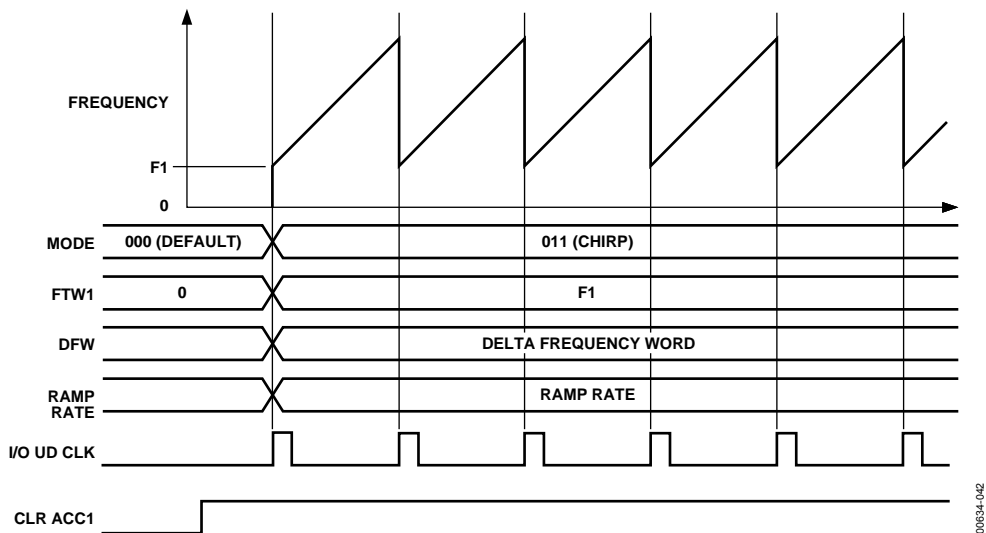 FREQUENCY
F1
0
MODE 000 (DEFAULT) 011 (CHIRP)
FTW1 0 F1
DFW DELTA FREQUENCY WORD
RAMP
RATE
RAMP RATE
I/O UD CLK
CLR ACC1
00634-042